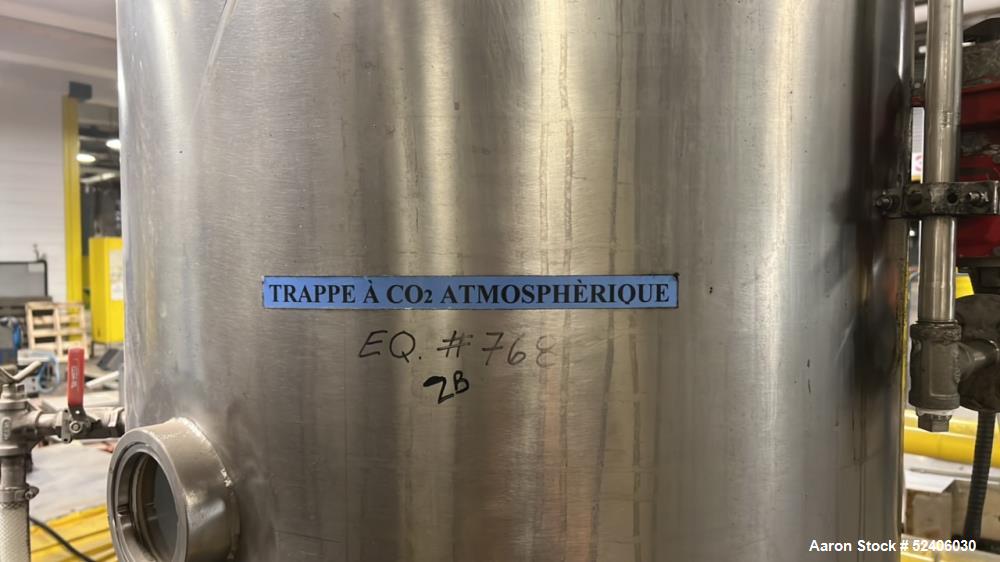 TRAPPE À CO2 ATMOSPHÈRIQUE
EQ. #768
2B
Aaron Stock # 52406030